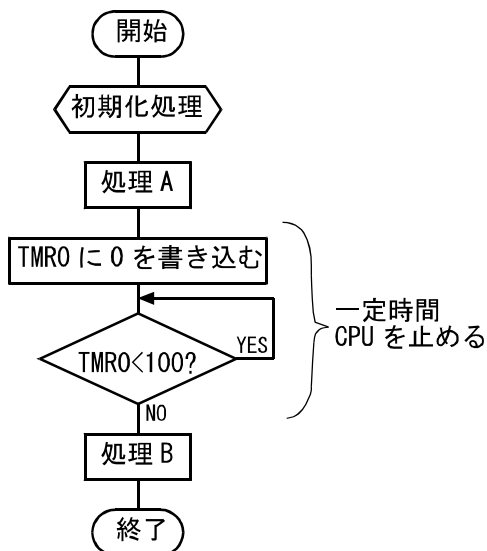 開始
初期化処理
処理 A
TMR0 に 0 を書き込む
TMR0<100?
YES
NO
一定時間
CPU を止める
処理 B
終了